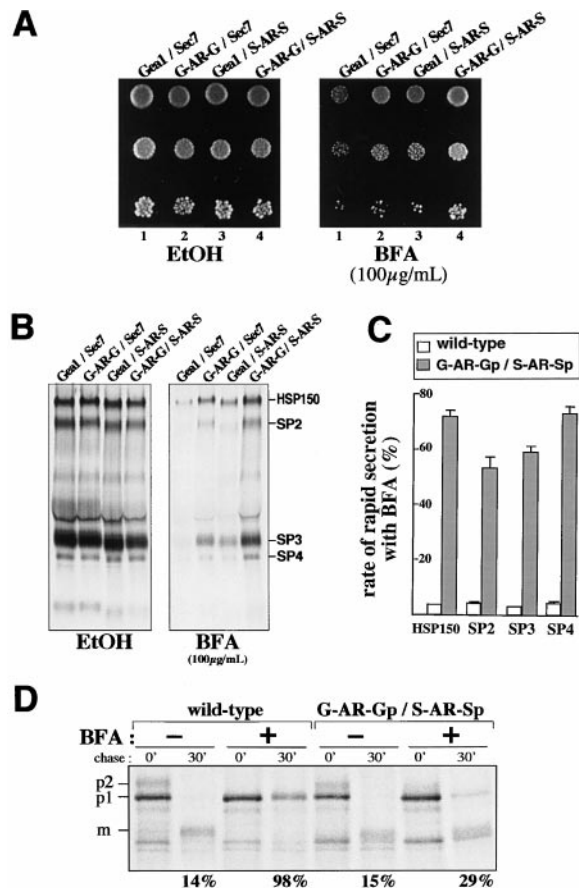 A
Gea1 / Sec7
G-AR-G / Sec7
Gea1 / S-AR-S
G-AR-G / S-AR-S
Gea1 / Sec7
G-AR-G / Sec7
Gea1 / S-AR-S
G-AR-G / S-AR-S
1 2 3 4
1 2 3 4
EtOH
BFA
(100µg/mL)
B
Gea1 / Sec7
G-AR-G / Sec7
Gea1 / S-AR-S
G-AR-G / S-AR-S
Gea1 / Sec7
G-AR-G / Sec7
Gea1 / S-AR-S
G-AR-G / S-AR-S
HSP150
SP2
SP3
SP4
EtOH
BFA
(100µg/mL)
C
wild-type
G-AR-Gp / S-AR-Sp
rate of rapid secretion
with BFA (%)
80
60
40
20
HSP150 SP2 SP3 SP4
D
wild-type G-AR-Gp / S-AR-Sp
BFA : − + − +
chase : 0' 30' 0' 30' 0' 30' 0' 30'
p2
p1
m
14% 98% 15% 29%